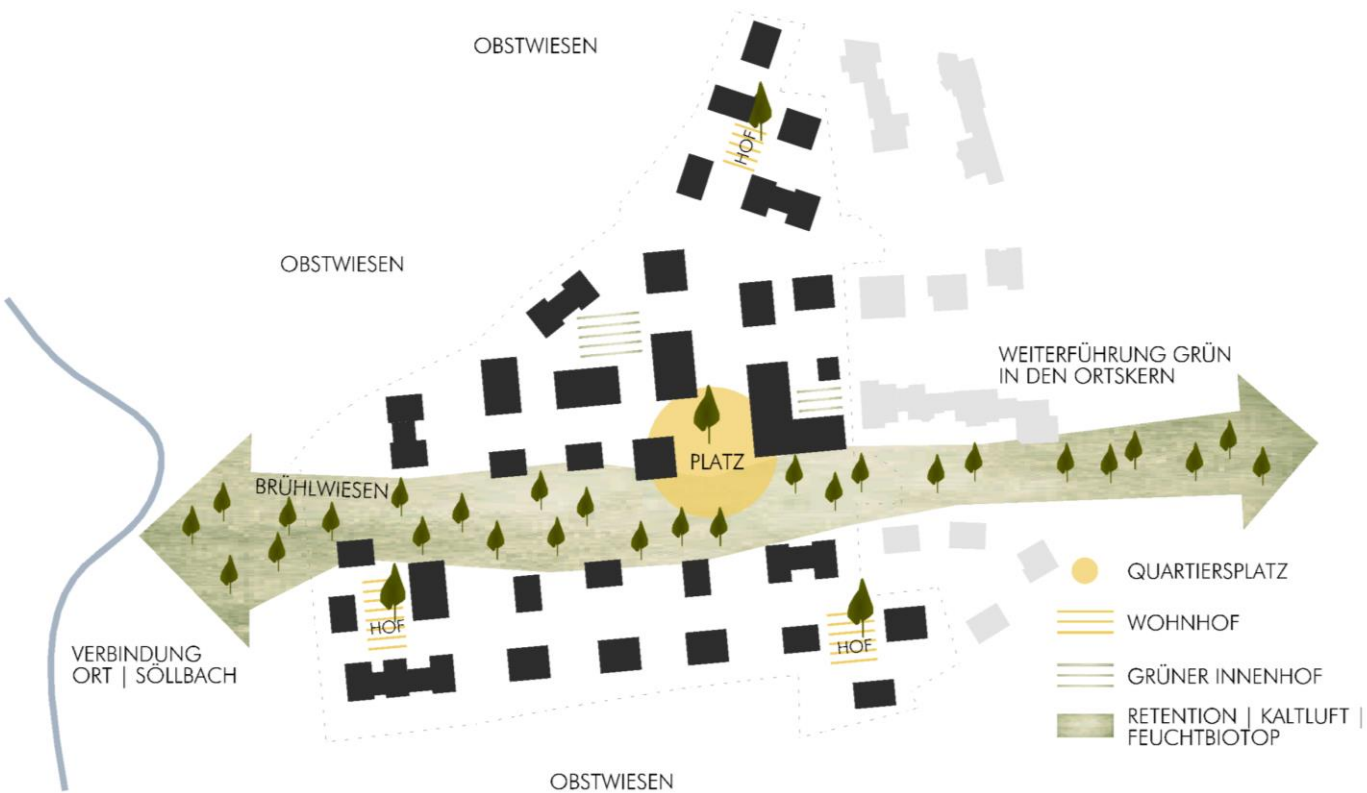 OBSTWIESEN
HOF
OBSTWIESEN
WEITERFÜHRUNG GRÜN
IN DEN ORTSKERN
PLATZ
BRÜHLWIESEN
QUARTIERSPLATZ
WOHNHOF
HOF
HOF
VERBINDUNG
ORT | SÖLLBACH
GRÜNER INNENHOF
RETENTION | KALTLUFT |
FEUCHTBIOTOP
OBSTWIESEN